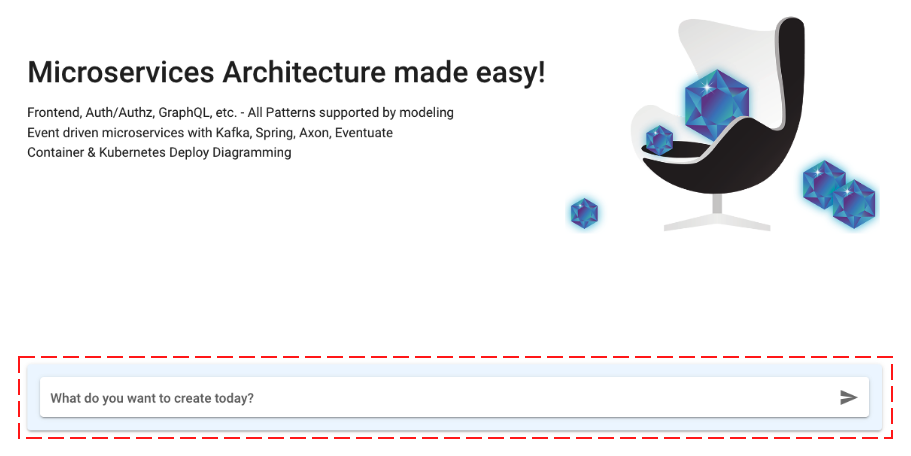 Microservices Architecture made easy!
Frontend, Auth/Authz, GraphQL, etc. - All Patterns supported by modeling
Event driven microservices with Kafka, Spring, Axon, Eventuate
Container & Kubernetes Deploy Diagramming
What do you want to create today?